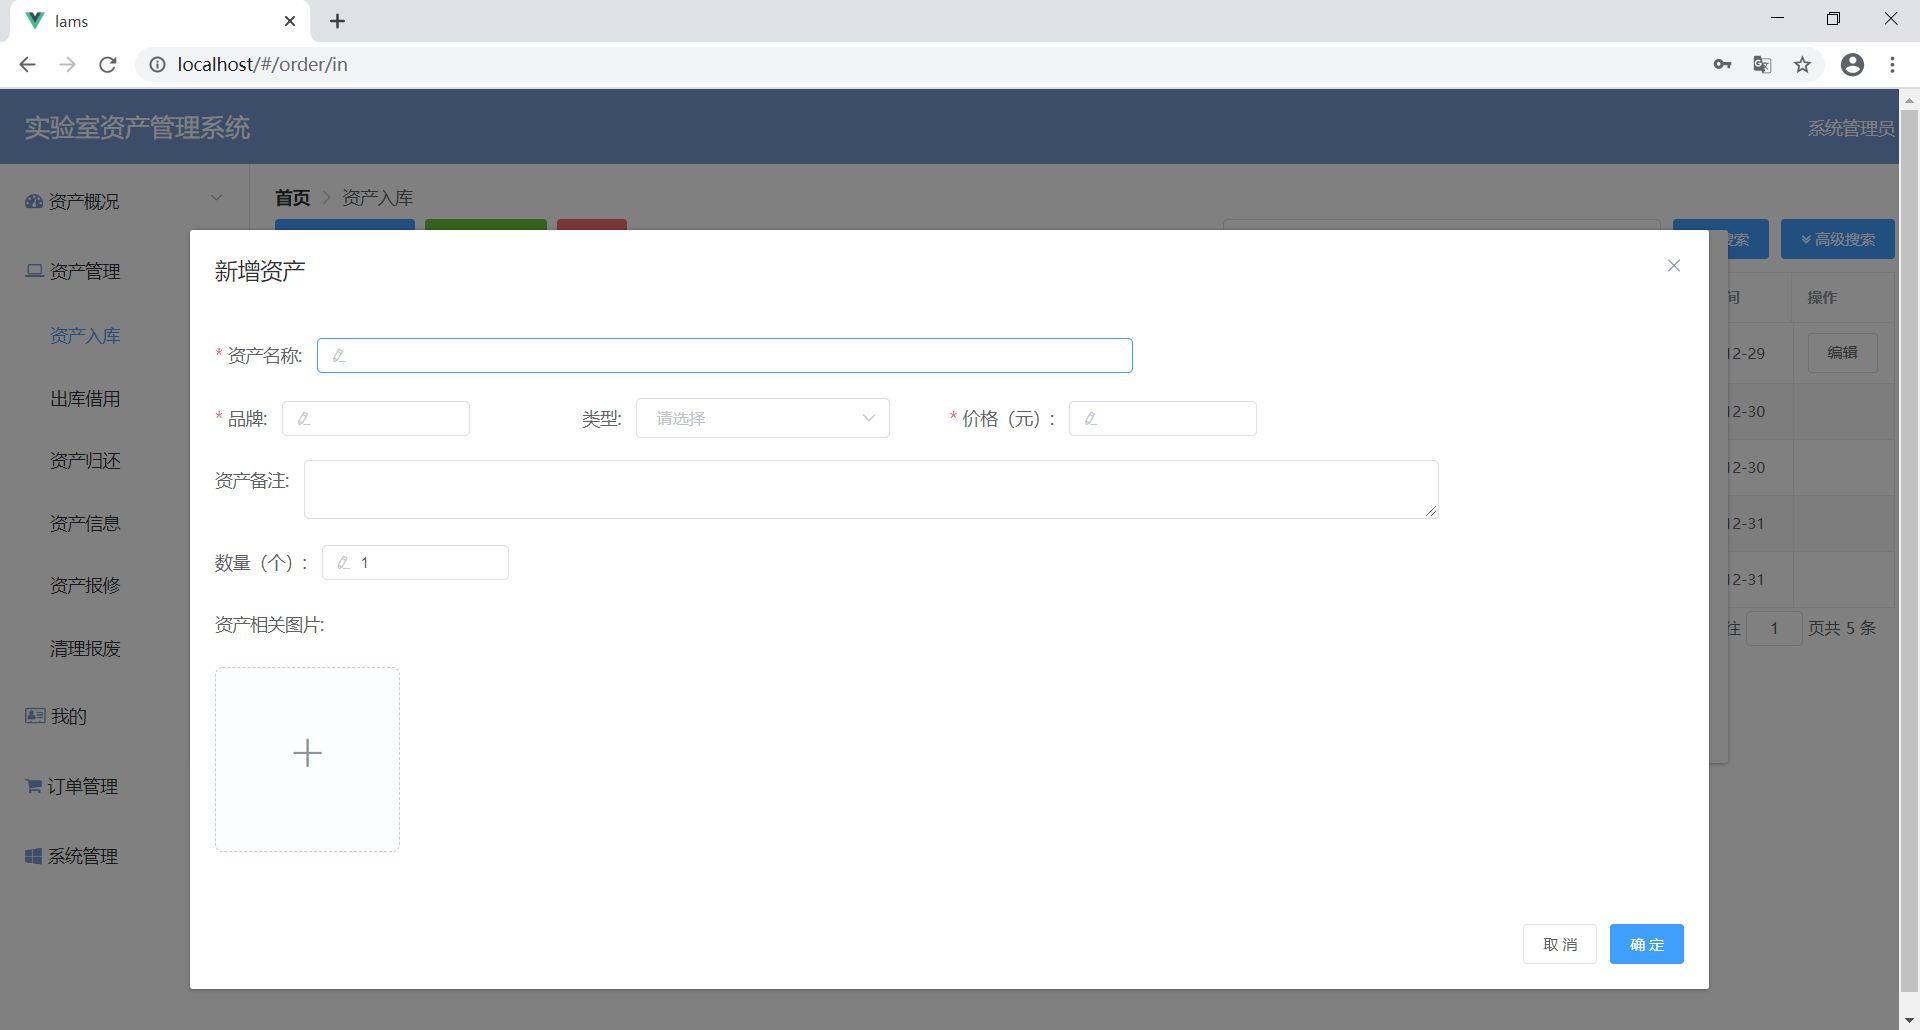 lams
localhost/#/order/in
实验室资产管理系统
系统管理员
资产概况
首页 > 资产入库
搜索
高级搜索
资产管理
新增资产
间
操作
资产入库
* 资产名称:
12-29
编辑
出库借用
* 品牌:
类型:
请选择
* 价格（元）:
12-30
资产归还
资产备注:
12-30
资产信息
12-31
数量（个）:
1
资产报修
12-31
资产相关图片:
往
1
页共 5 条
清理报废
我的
订单管理
系统管理
取 消
确 定